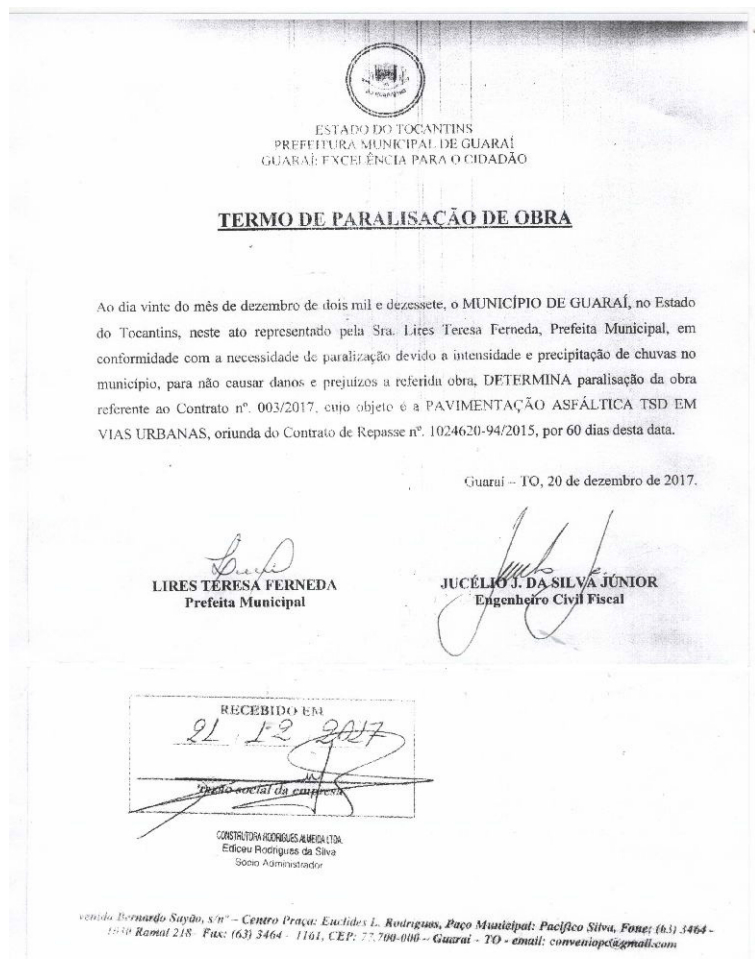 ESTADO DO TOCANTINS
PREFEITURA MUNICIPAL DE GUARAÍ
GUARAÍ: EXCELÊNCIA PARA O CIDADÃO
TERMO DE PARALISAÇÃO DE OBRA
Ao dia vinte do mês de dezembro de dois mil e dezessete, o MUNICÍPIO DE GUARAÍ, no Estado
do Tocantins, neste ato representado pela Sra. Lires Teresa Ferneda, Prefeita Municipal, em
conformidade com a necessidade de paralização devido a intensidade e precipitação de chuvas no
município, para não causar danos e prejuízos a referida obra, DETERMINA paralisação da obra
referente ao Contrato nº. 003/2017, cujo objeto é a PAVIMENTAÇÃO ASFÁLTICA TSD EM
VIAS URBANAS, oriunda do Contrato de Repasse nº. 1024620-94/2015, por 60 dias desta data.
Guaraí – TO, 20 de dezembro de 2017.
LIRES TERESA FERNEDA
Prefeita Municipal
JUCÉLIO J. DA SILVA JÚNIOR
Engenheiro Civil Fiscal
RECEBIDO EM
21 12 2017
razão social da empresa
CONSTRUTORA RODRIGUES ALMEIDA LTDA.
Ediceu Rodrigues da Silva
Sócio Administrador
Bernardo Sayão, s/nº – Centro Praça: Euclides L. Rodrigues, Paço Municipal: Pacífico Silva, Fone: (63) 3464 -
Ramal 218 - Fax: (63) 3464 - 1161, CEP: 77.700-000 – Guaraí - TO - email: conveniopc@gmail.com